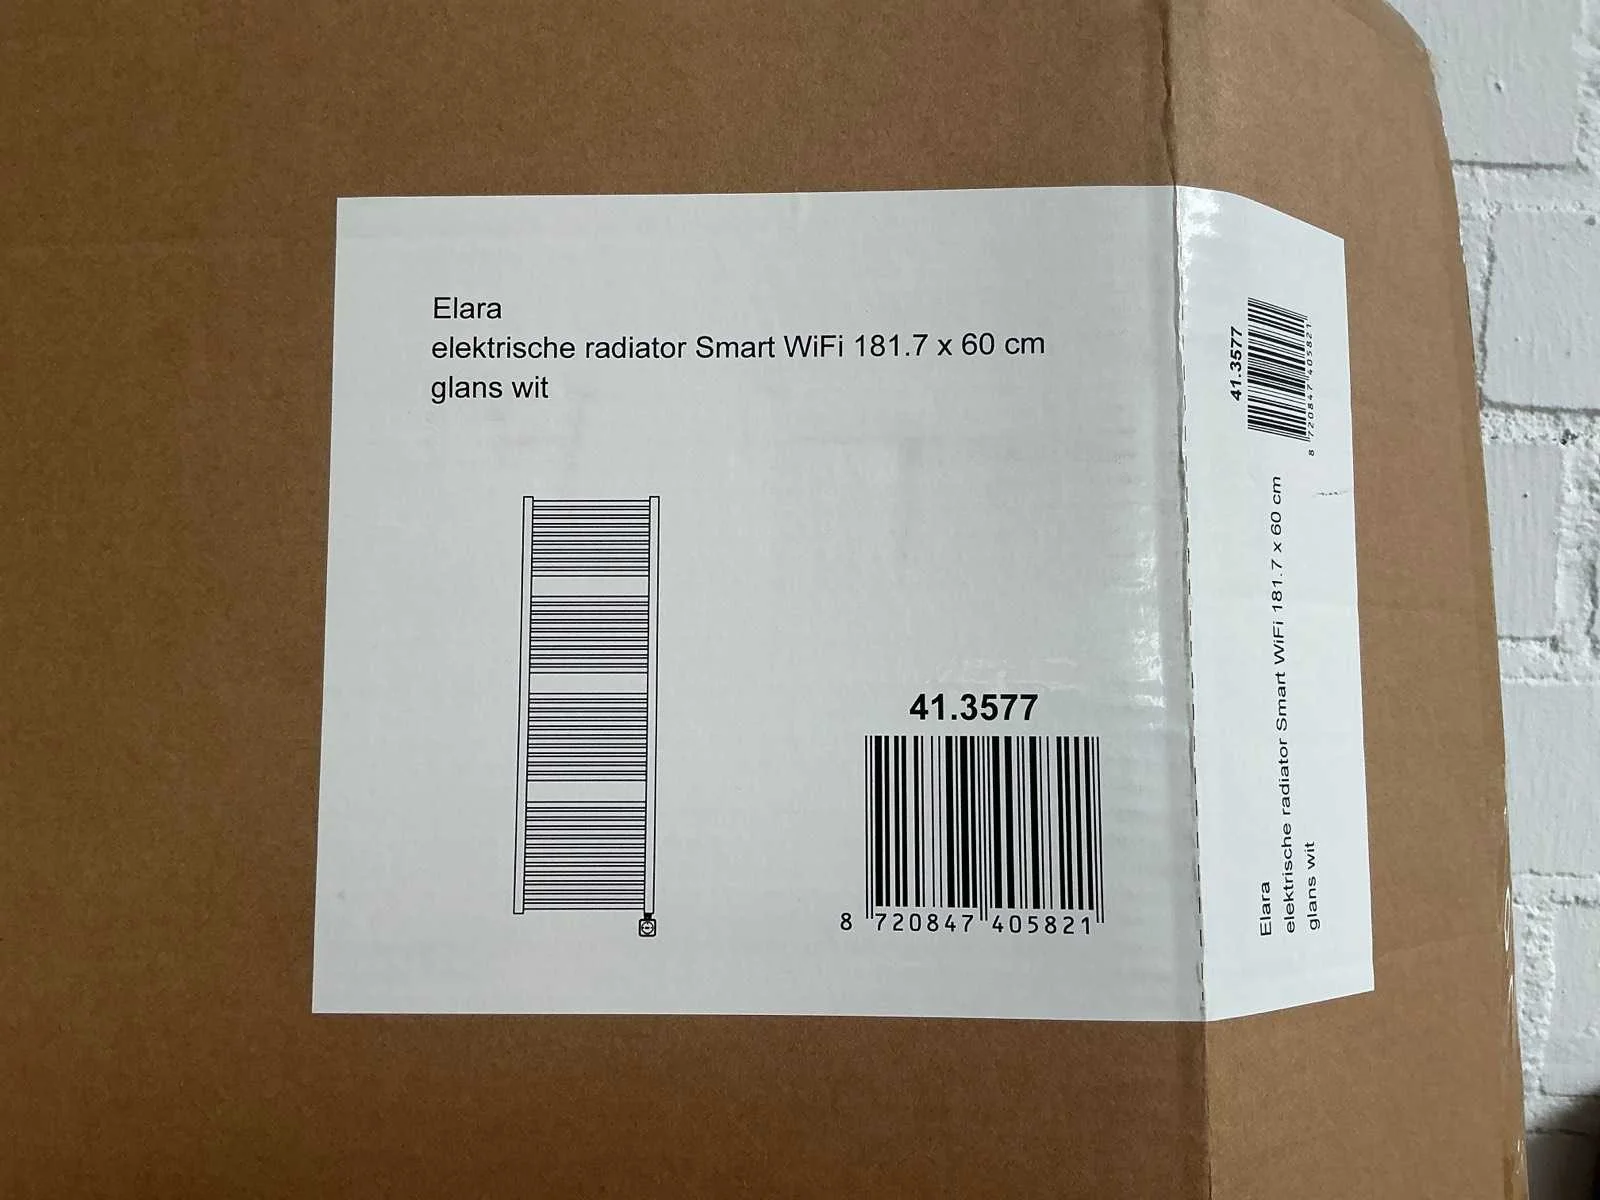 Elara
elektrische radiator Smart WiFi 181.7 x 60 cm
glans wit
41.3577
8 720847 405821
41.3577
8 720847 405821
Elara
elektrische radiator Smart WiFi 181.7 x 60 cm
glans wit